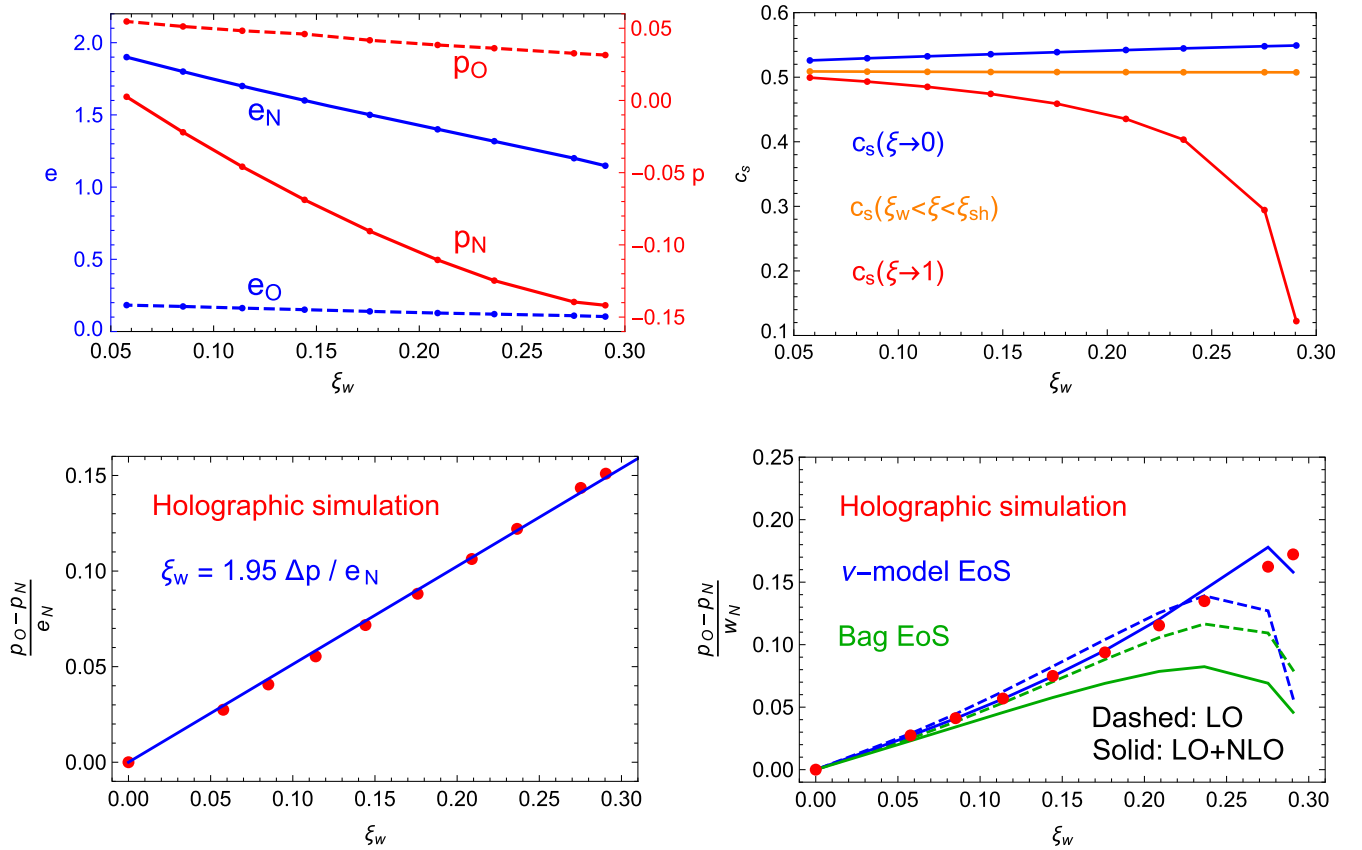 2.0
1.5
1.0
0.5
0.0
e
p_O
e_N
p_N
e_O
0.05
0.00
−0.05
−0.10
−0.15
p
0.05 0.10 0.15 0.20 0.25 0.30
ξ_w
0.6
0.5
0.4
0.3
0.2
0.1
c_s
c_s(ξ→0)
c_s(ξ_w<ξ<ξ_sh)
c_s(ξ→1)
0.05 0.10 0.15 0.20 0.25 0.30
ξ_w
0.15
0.10
0.05
0.00
p_O−p_N
e_N
Holographic simulation
ξ_w = 1.95 Δp / e_N
0.00 0.05 0.10 0.15 0.20 0.25 0.30
ξ_w
0.25
0.20
0.15
0.10
0.05
0.00
p_O−p_N
w_N
Holographic simulation
ν−model EoS
Bag EoS
Dashed: LO
Solid: LO+NLO
0.00 0.05 0.10 0.15 0.20 0.25 0.30
ξ_w